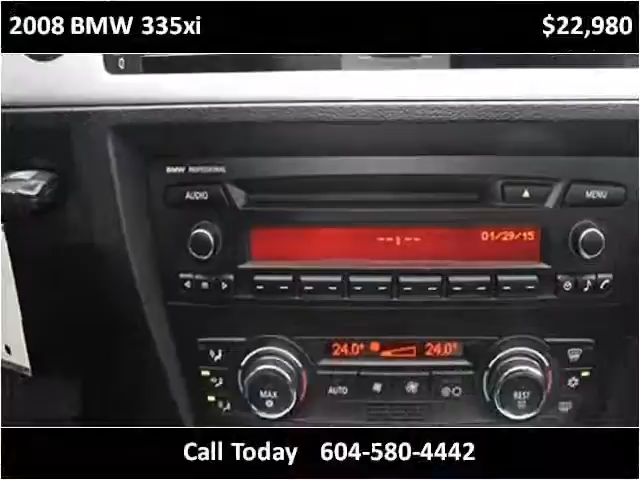 2008 BMW 335xi $22,980
BMW PROFESSIONAL
AUDIO MENU
--:-- 01/29/15
24.0° 24.0°
MAX AUTO REST
Call Today 604-580-4442